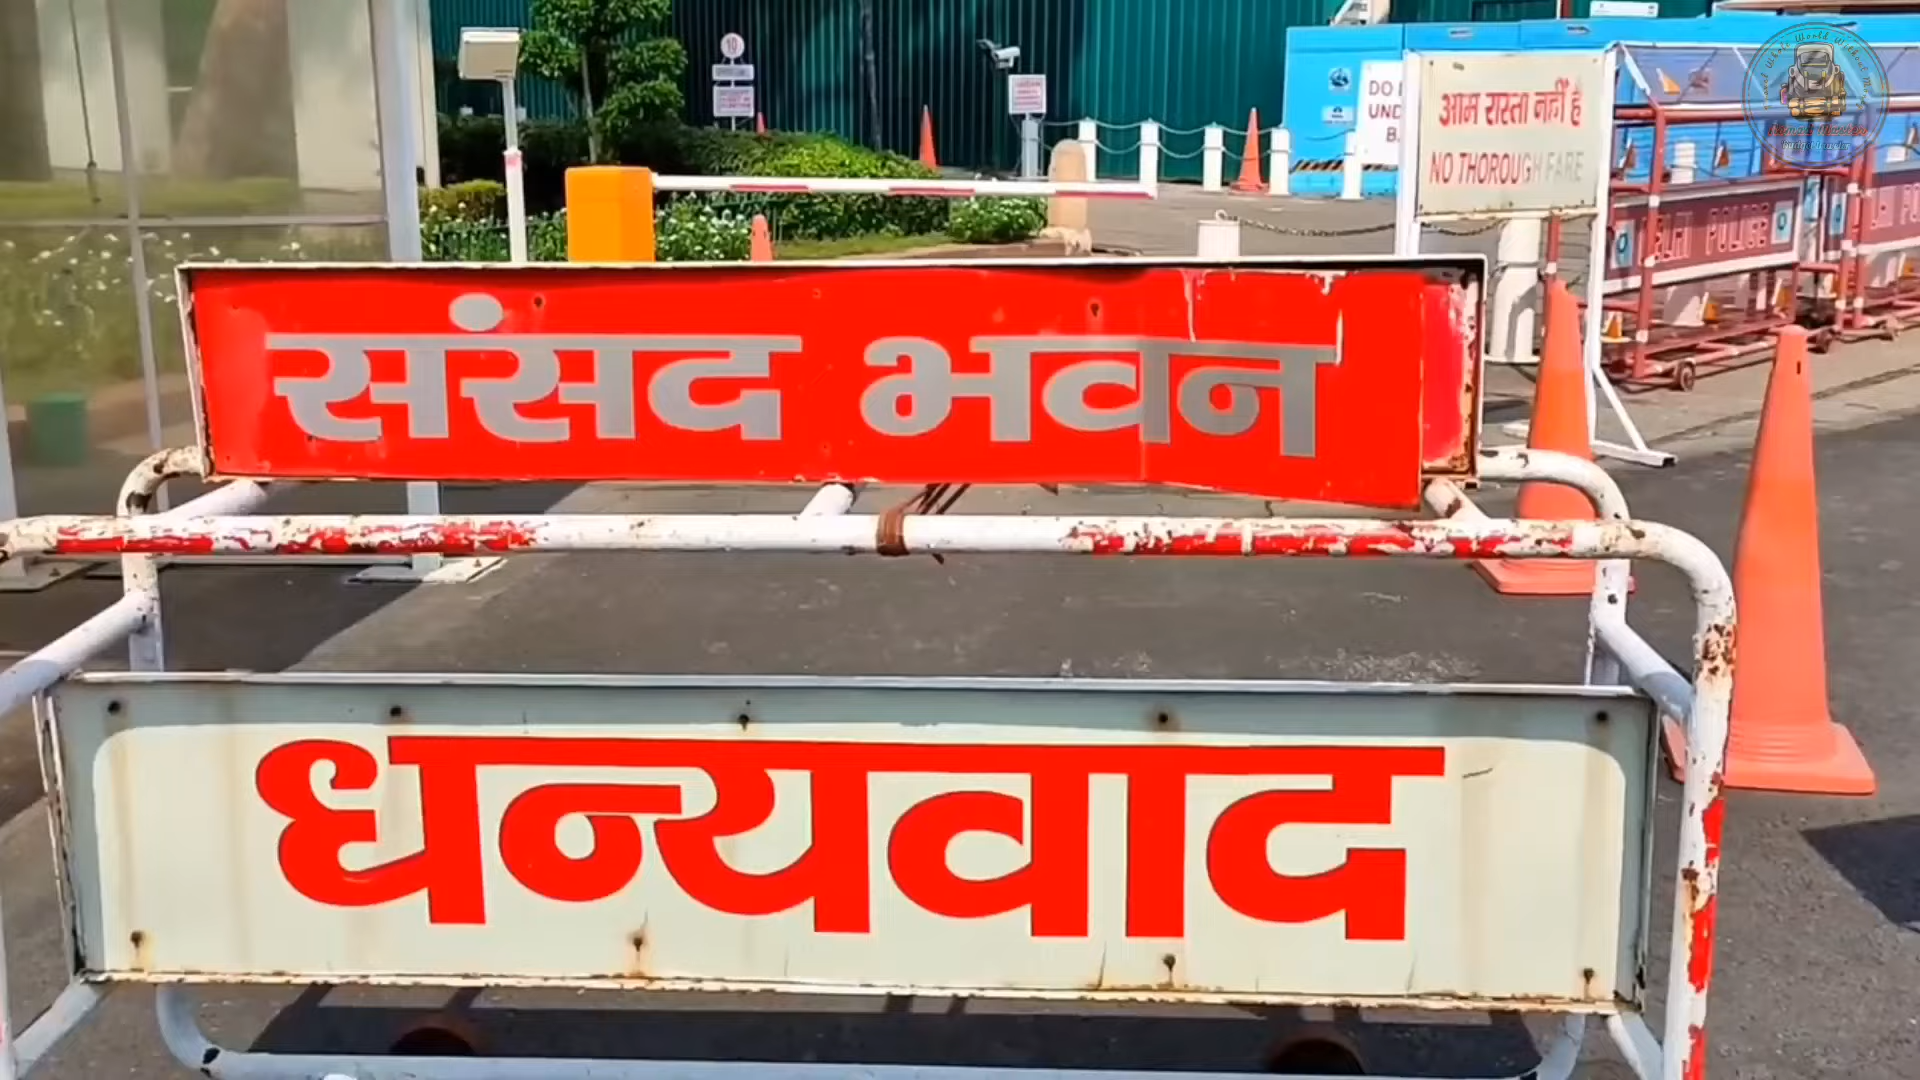 आम रास्ता नहीं है
NO THOROUGH FARE
संसद भवन
धन्यवाद
DELHI POLICE